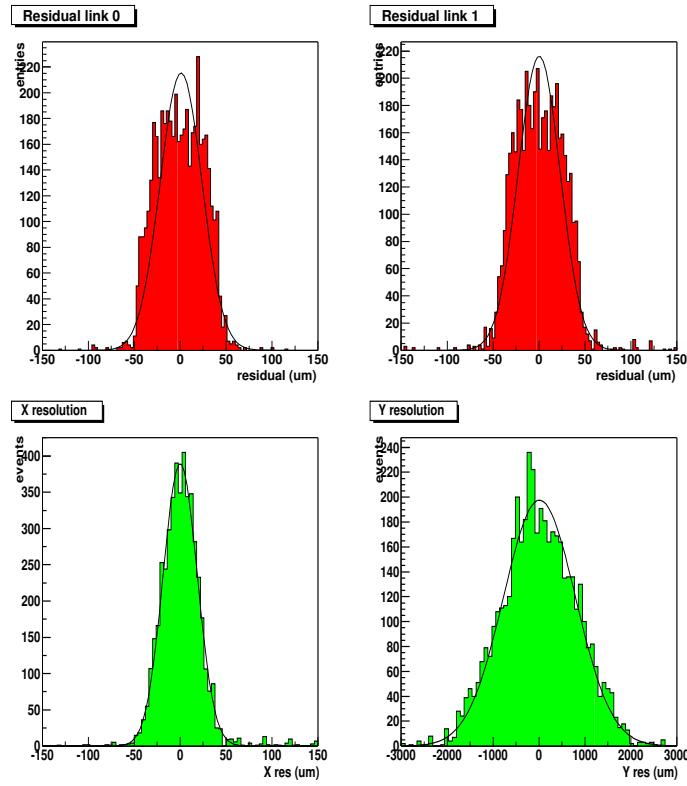 Residual link 0
entries
220
200
180
160
140
120
100
80
60
40
20
0
-150 -100 -50 0 50 100 150
residual (um)
Residual link 1
entries
220
200
180
160
140
120
100
80
60
40
20
0
-150 -100 -50 0 50 100 150
residual (um)
X resolution
events
400
350
300
250
200
150
100
50
0
-150 -100 -50 0 50 100 150
X res (um)
Y resolution
events
240
220
200
180
160
140
120
100
80
60
40
20
0
-3000 -2000 -1000 0 1000 2000 3000
Y res (um)